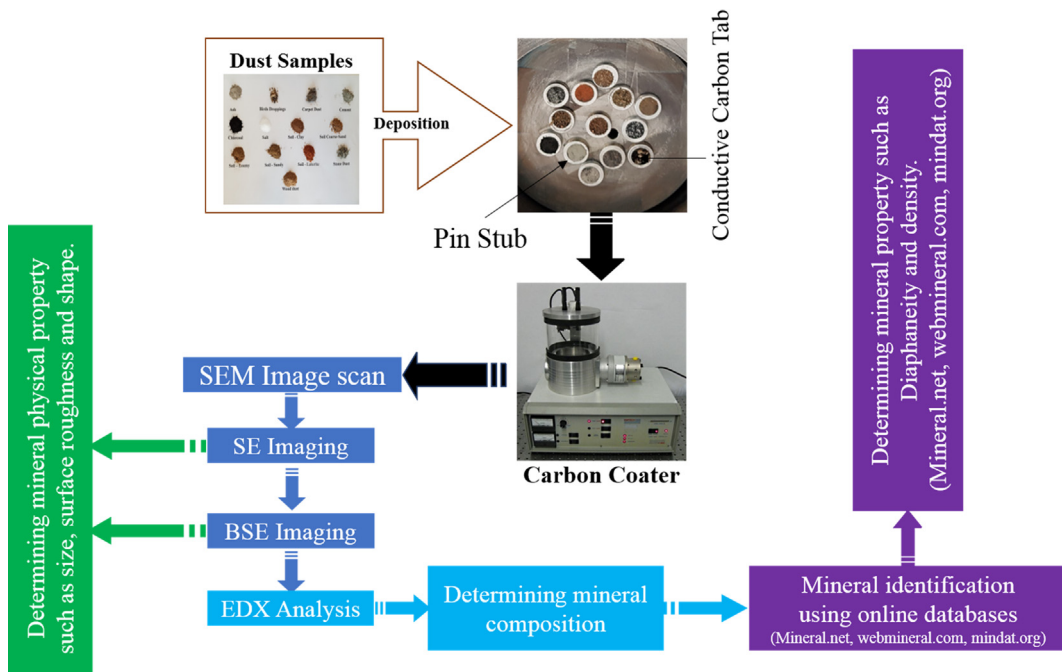 Dust Samples
Ash
Birds Droppings
Carpet Dust
Cement
Charcoal
Salt
Soil - Clay
Soil Coarse Sand
Soil - Sandy
Soil - Laterite
Stone Dust
Wood Dust
Deposition
Conductive Carbon Tab
Pin Stub
Carbon Coater
SEM Image scan
SE Imaging
BSE Imaging
EDX Analysis
Determining mineral physical property
such as size, surface roughness and shape.
Determining mineral
composition
Mineral identification
using online databases
(Mineral.net, webmineral.com, mindat.org)
Determining mineral property such as
Diaphaneity and density.
(Mineral.net, webmineral.com, mindat.org)